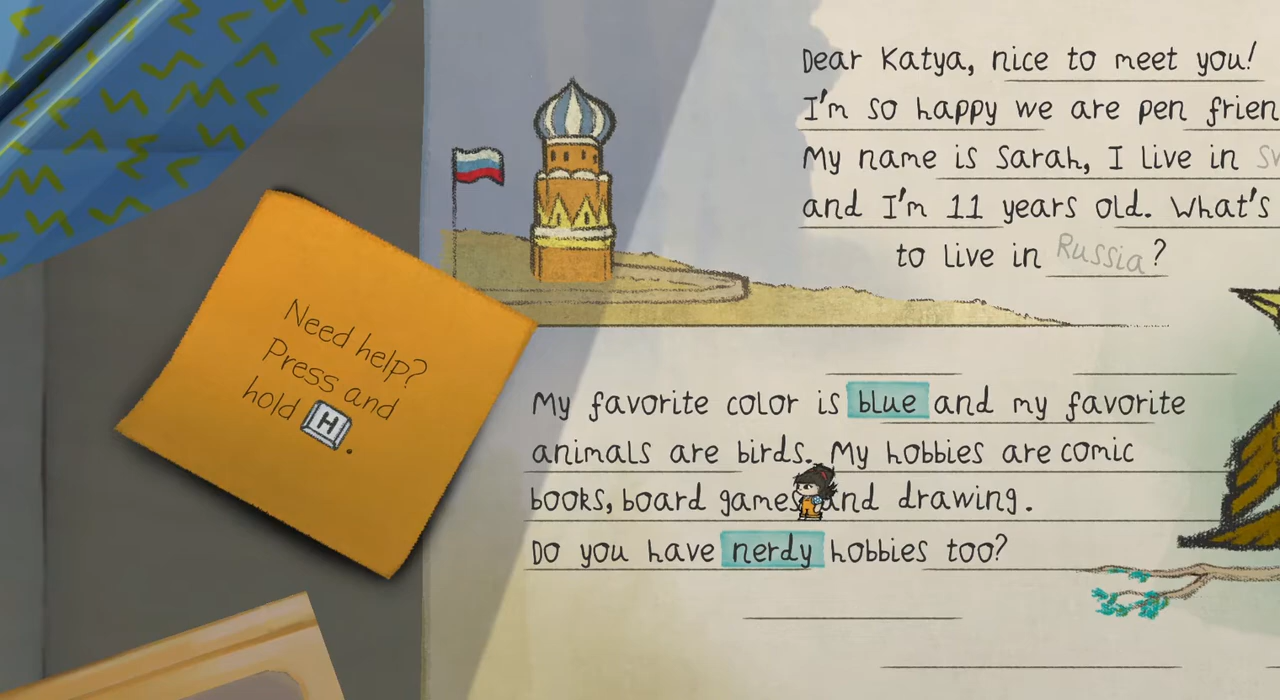 Dear Katya, nice to meet you!
I'm so happy we are pen frien
My name is Sarah, I live in
and I'm 11 years old. What's
to live in Russia?
Need help?
Press and
hold H.
My favorite color is blue and my favorite
animals are birds. My hobbies are comic
books, board games and drawing.
Do you have nerdy hobbies too?